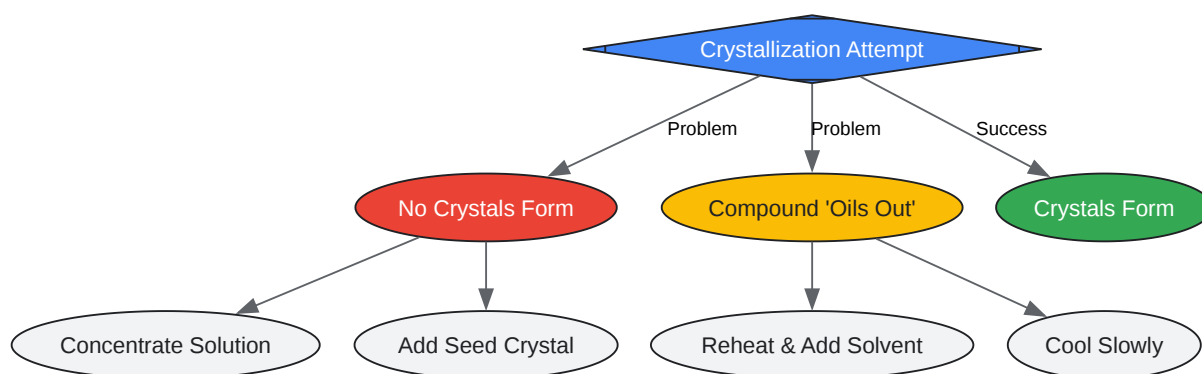 Crystallization Attempt
Problem
Problem
Success
No Crystals Form
Compound 'Oils Out'
Crystals Form
Concentrate Solution
Add Seed Crystal
Reheat & Add Solvent
Cool Slowly